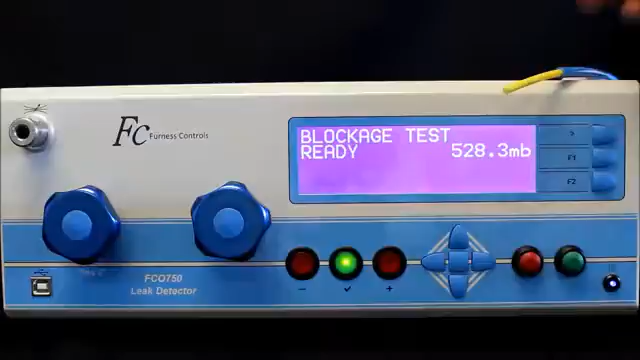 Fc Furness Controls
BLOCKAGE TEST
READY 528.3mb
>
F1
F2
FCO750
Leak Detector
- ✓ +